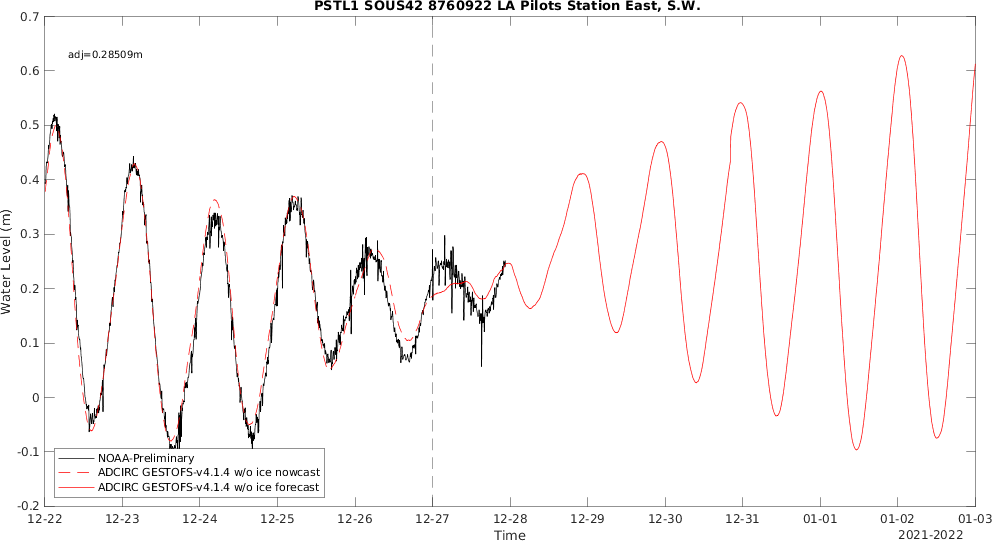 PSTL1 SOUS42 8760922 LA Pilots Station East, S.W.
adj=0.28509m
Water Level (m)
0.7
0.6
0.5
0.4
0.3
0.2
0.1
0
-0.1
-0.2
NOAA-Preliminary
ADCIRC GESTOFS-v4.1.4 w/o ice nowcast
ADCIRC GESTOFS-v4.1.4 w/o ice forecast
12-22 12-23 12-24 12-25 12-26 12-27 12-28 12-29 12-30 12-31 01-01 01-02 01-03
Time
2021-2022